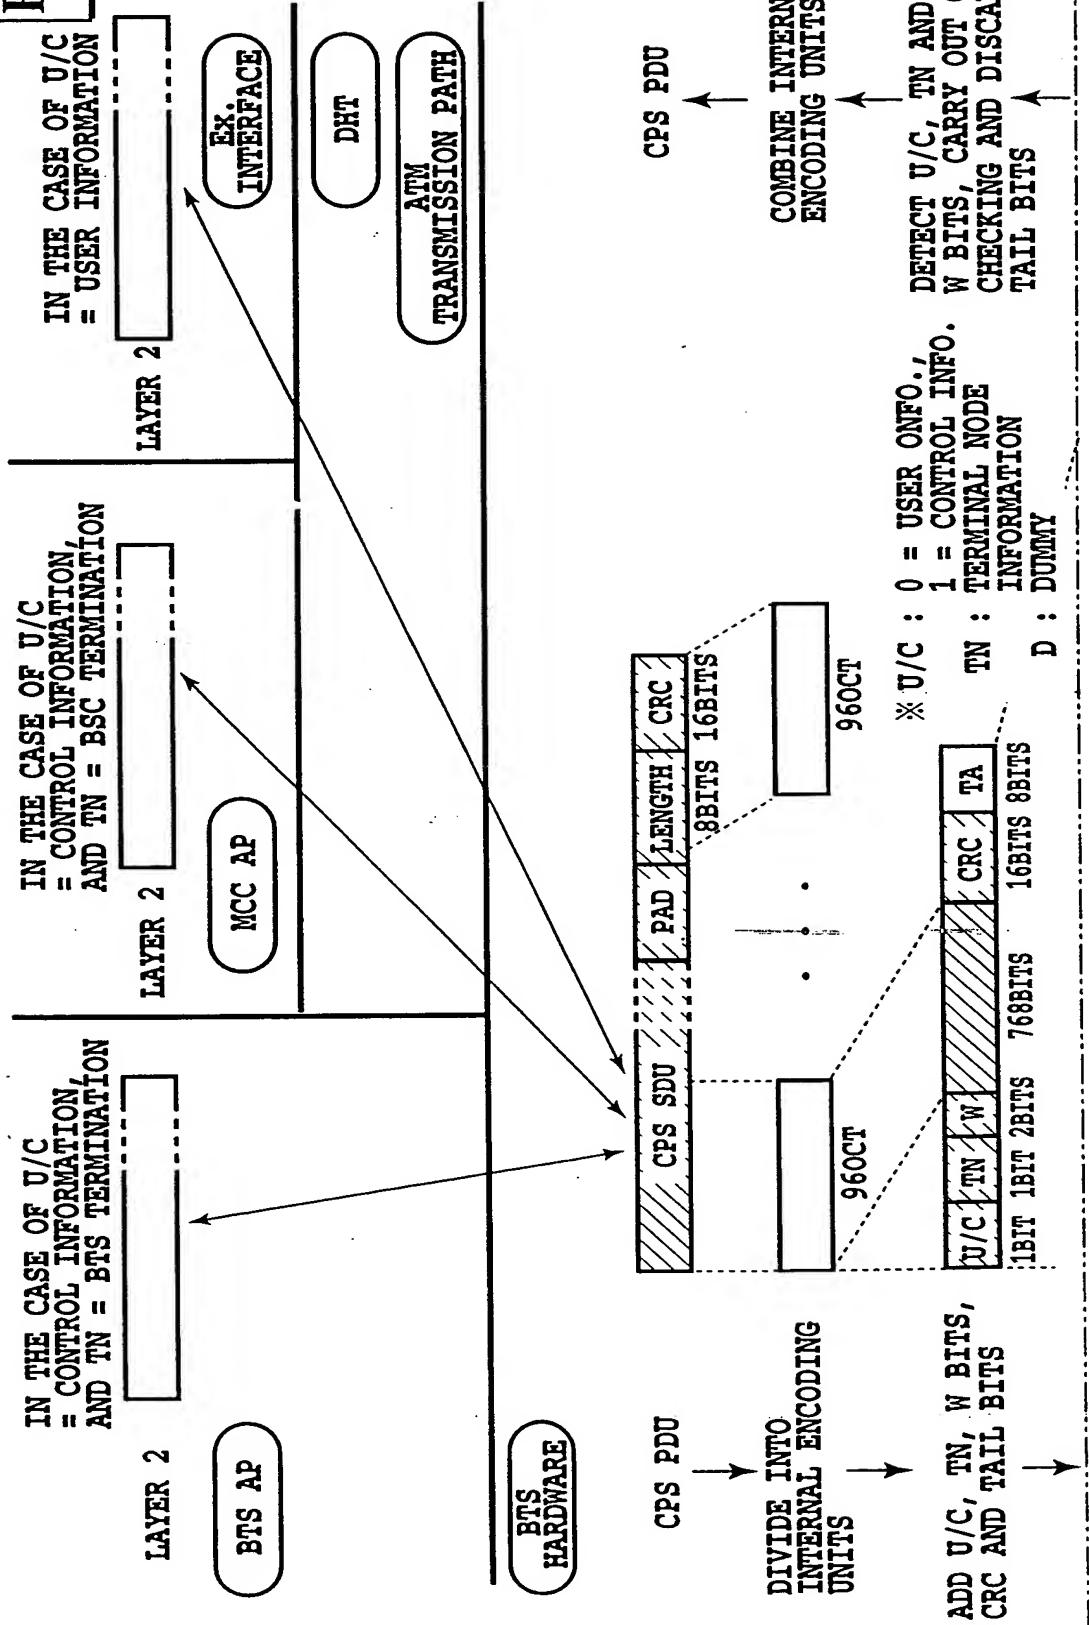 IN THE CASE OF U/C
= CONTROL INFORMATION,
AND TN = BTS TERMINATION
LAYER 2
BTS AP
IN THE CASE OF U/C
= CONTROL INFORMATION,
AND TN = BSC TERMINATION
LAYER 2
MCC AP
IN THE CASE OF U/C
= USER INFORMATION
LAYER 2
EX.
INTERFACE
DHT
ATM
TRANSMISSION PATH
BTS
HARDWARE
CPS PDU
DIVIDE INTO
INTERNAL ENCODING
UNITS
ADD U/C, TN, W BITS,
CRC AND TAIL BITS
CPS SDU PAD LENGTH CRC
8BITS 16BITS
96OCT
96OCT
U/C TN W CRC TA
1BIT 1BIT 2BITS 768BITS 16BITS 8BITS
※ U/C : 0 = USER ONFO.,
1 = CONTROL INFO.
TN : TERMINAL NODE
INFORMATION
D : DUMMY
CPS PDU
COMBINE INTERN
ENCODING UNITS
DETECT U/C, TN AND
W BITS, CARRY OUT
CHECKING AND DISCA
TAIL BITS